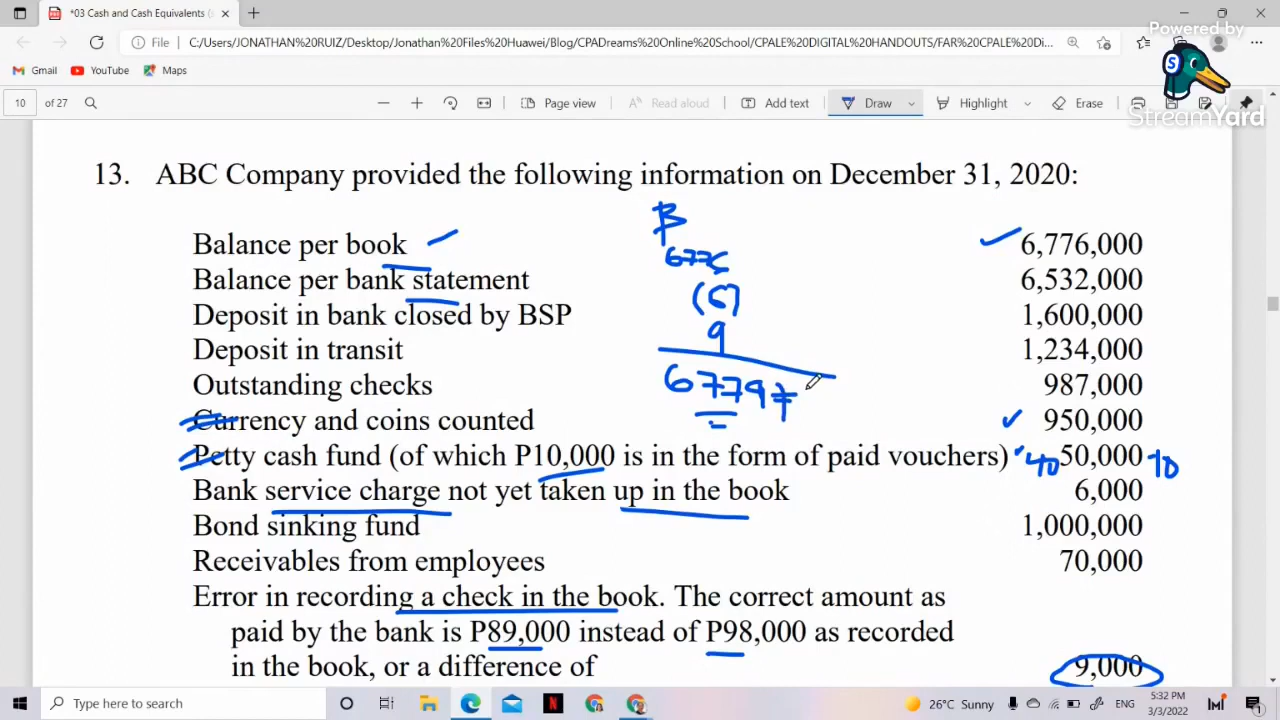 *03 Cash and Cash Equivalents (
Powered by
StreamYard
File C:/Users/JONATHAN%20RUIZ/Desktop/Jonathan%20Files%20Huawei/Blog/CPADreams%20Online%20School/CPALE%20DIGITAL%20HANDOUTS/FAR%20CPALE%20Di...
Gmail YouTube Maps
10 of 27 Page view Read aloud Add text Draw Highlight Erase
13. ABC Company provided the following information on December 31, 2020:
Balance per book 6,776,000
Balance per bank statement 6,532,000
Deposit in bank closed by BSP 1,600,000
Deposit in transit 1,234,000
Outstanding checks 987,000
Currency and coins counted 950,000
Petty cash fund (of which P10,000 is in the form of paid vouchers) 40 50,000 10
Bank service charge not yet taken up in the book 6,000
Bond sinking fund 1,000,000
Receivables from employees 70,000
Error in recording a check in the book. The correct amount as
paid by the bank is P89,000 instead of P98,000 as recorded
in the book, or a difference of 9,000
B
(6)
9
6779
Type here to search 26°C Sunny ENG 5:32 PM
3/3/2022